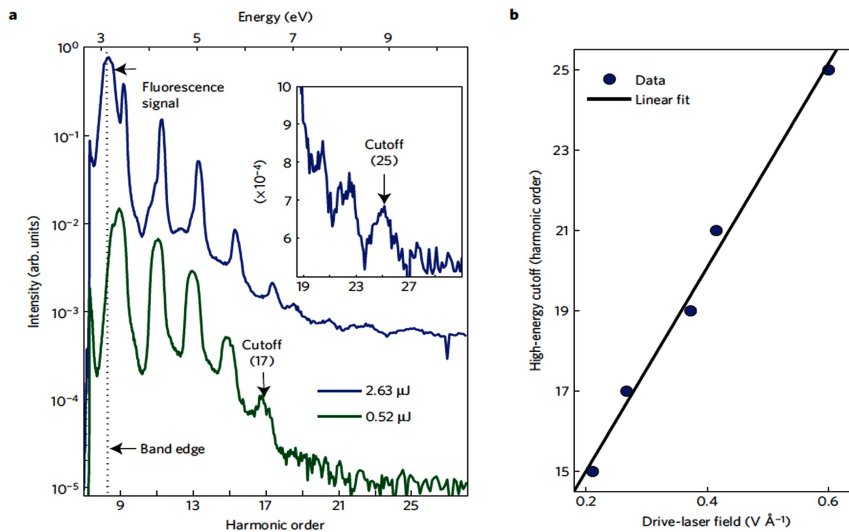 a
Energy (eV)
3 5 7 9
10⁰
10⁻¹
10⁻²
10⁻³
10⁻⁴
10⁻⁵
Intensity (arb. units)
Fluorescence
signal
10
9
8
7
6
(×10⁻⁴)
Cutoff
(25)
19 23 27
Cutoff
(17)
2.63 μJ
0.52 μJ
Band edge
9 13 17 21 25
Harmonic order
b
25
23
21
19
17
15
High-energy cutoff (harmonic order)
Data
Linear fit
0.2 0.4 0.6
Drive-laser field (V Å⁻¹)